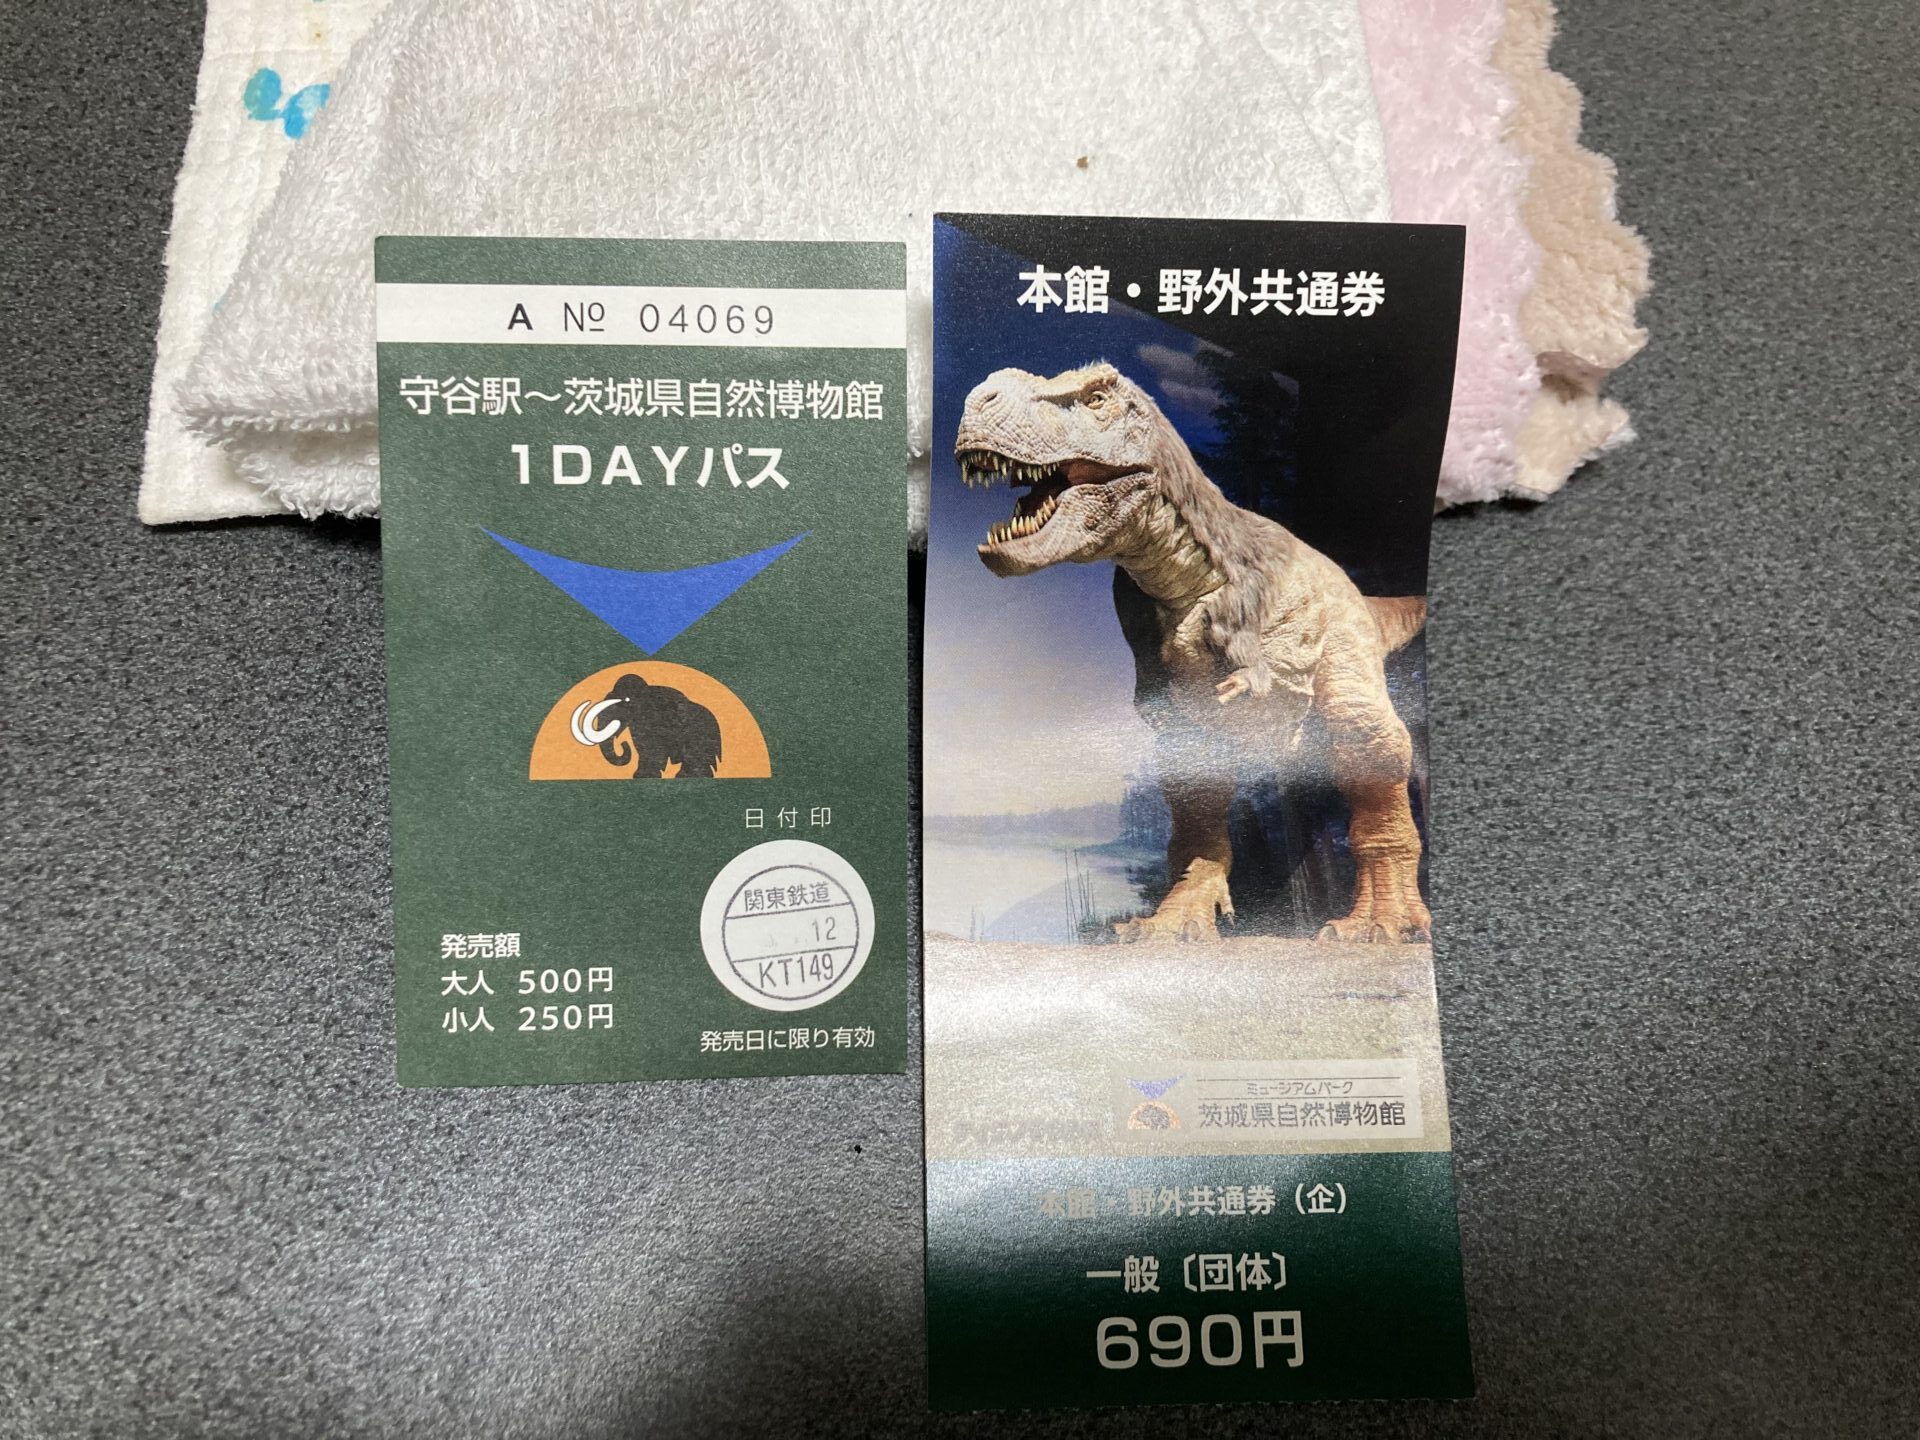 A № 04069
守谷駅～茨城県自然博物館
1DAYパス
日付印
関東鉄道
12
KT149
発売額
大人 500円
小人 250円
発売日に限り有効
本館・野外共通券
ミュージアムパーク
茨城県自然博物館
本館・野外共通券（企）
一般〔団体〕
690円